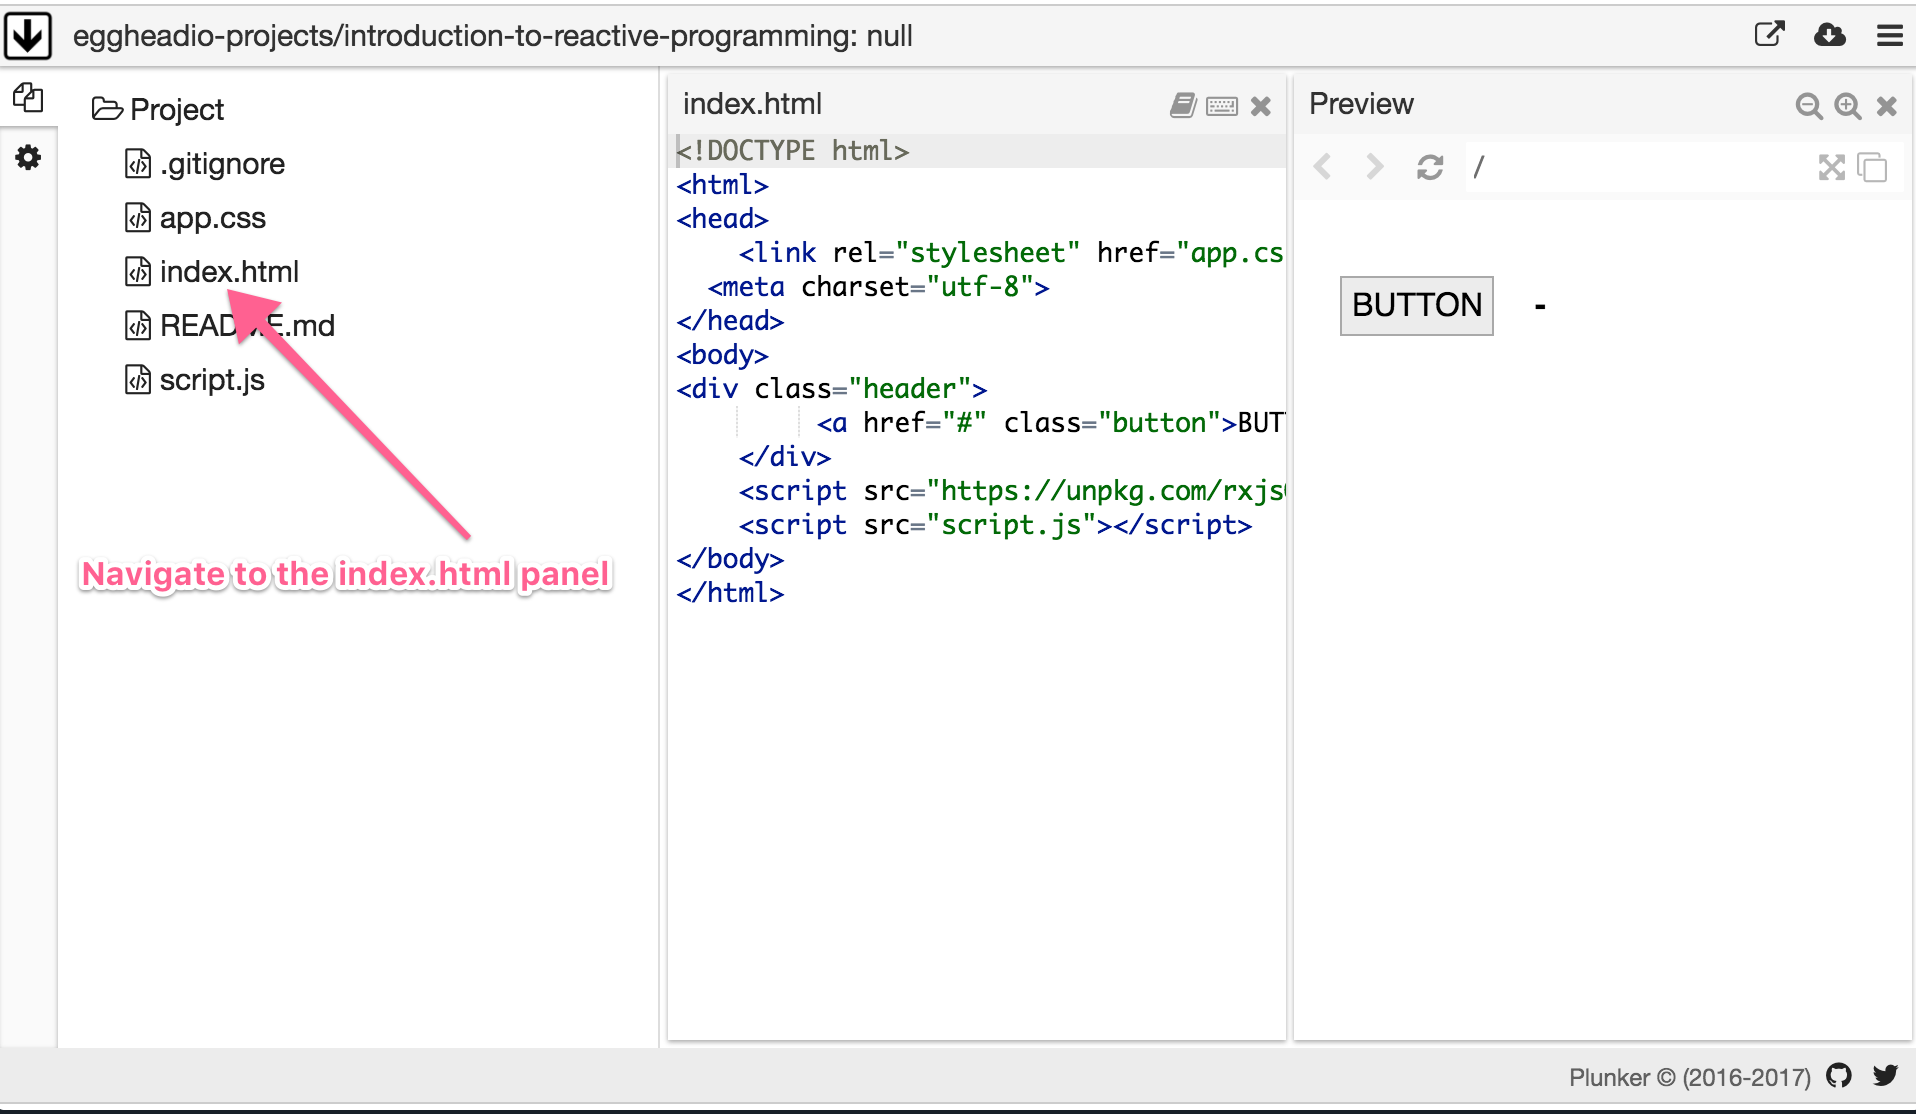 eggheadio-projects/introduction-to-reactive-programming: null
Project
.gitignore
app.css
index.html
README.md
script.js
Navigate to the index.html panel
index.html
<!DOCTYPE html>
<html>
<head>
<link rel="stylesheet" href="app.cs
<meta charset="utf-8">
</head>
<body>
<div class="header">
<a href="#" class="button">BUT
</div>
<script src="https://unpkg.com/rxjs
<script src="script.js"></script>
</body>
</html>
Preview
/
BUTTON -
Plunker © (2016-2017)